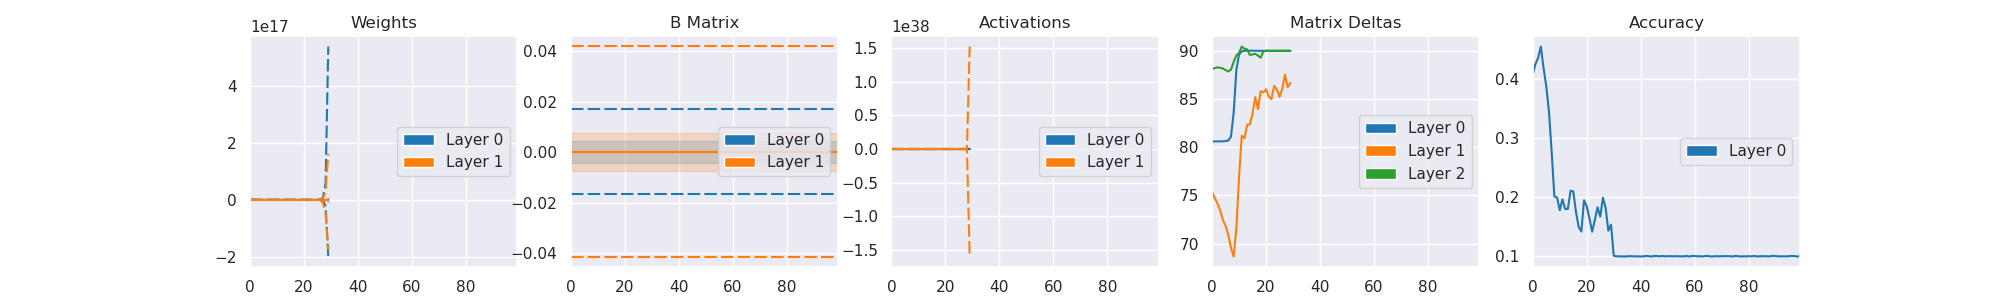 Weights
1e17
4
2
0
−2
0 20 40 60 80
Layer 0
Layer 1
B Matrix
0.04
0.02
0.00
−0.02
−0.04
0 20 40 60 80
Layer 0
Layer 1
Activations
1e38
1.5
1.0
0.5
0.0
−0.5
−1.0
−1.5
0 20 40 60 80
Layer 0
Layer 1
Matrix Deltas
90
85
80
75
70
0 20 40 60 80
Layer 0
Layer 1
Layer 2
Accuracy
0.4
0.3
0.2
0.1
0 20 40 60 80
Layer 0